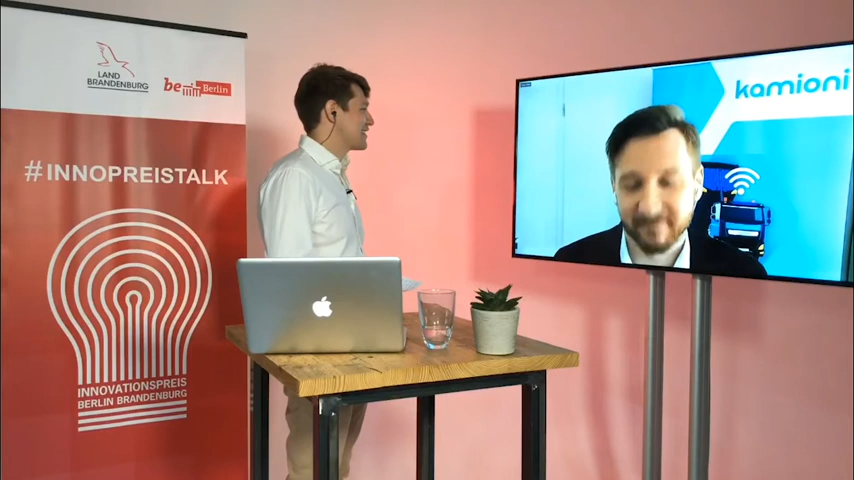 LAND
BRANDENBURG
be Berlin
#INNOPREISTALK
INNOVATIONSPREIS
BERLIN BRANDENBURG
kamioni